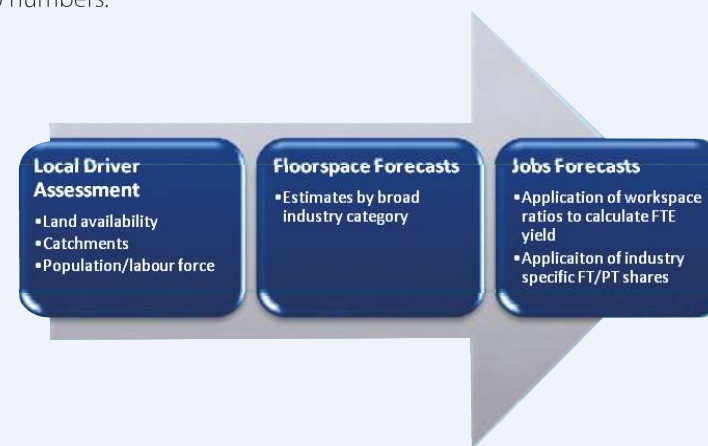 numbers.
Local Driver
Assessment
•Land availability
•Catchments
•Population/labour force
Floorspace Forecasts
•Estimates by broad
industry category
Jobs Forecasts
•Application of workspace
ratios to calculate FTE
yield
•Applicaiton of industry
specific FT/PT shares